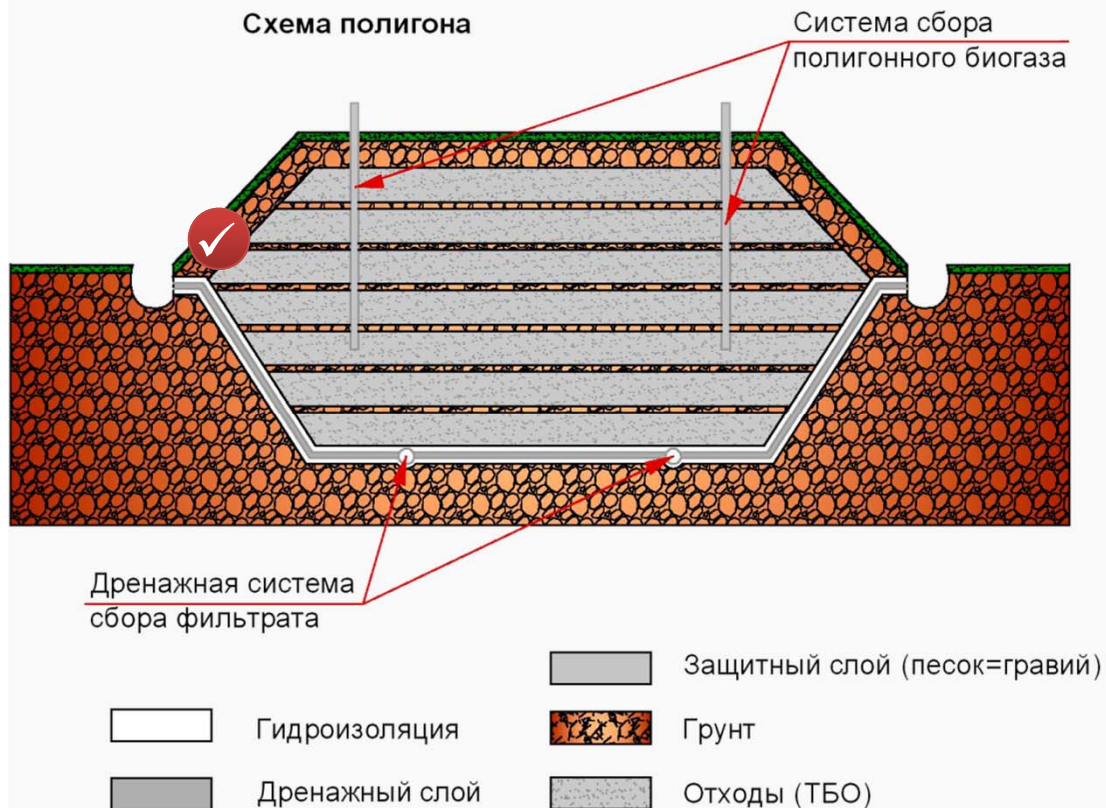 Схема полигона
Система сбора
полигонного биогаза
Дренажная система
сбора фильтрата
Защитный слой (песок=гравий)
Гидроизоляция
Грунт
Дренажный слой
Отходы (ТБО)